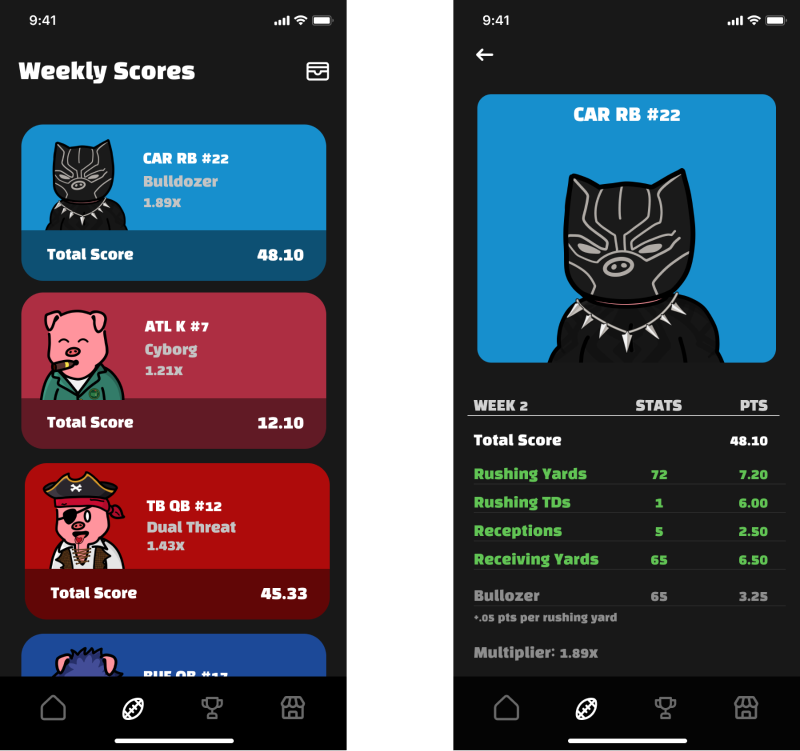 9:41
Weekly Scores
CAR RB #22
Bulldozer
1.89X
Total Score 48.10
ATL K #7
Cyborg
1.21X
Total Score 12.10
TB QB #12
Dual Threat
1.43X
Total Score 45.33
BUF QB #17
9:41
CAR RB #22
WEEK 2 STATS PTS
Total Score 48.10
Rushing Yards 72 7.20
Rushing TDs 1 6.00
Receptions 5 2.50
Receiving Yards 65 6.50
Bullozer 65 3.25
+.05 pts per rushing yard
Multiplier: 1.89X